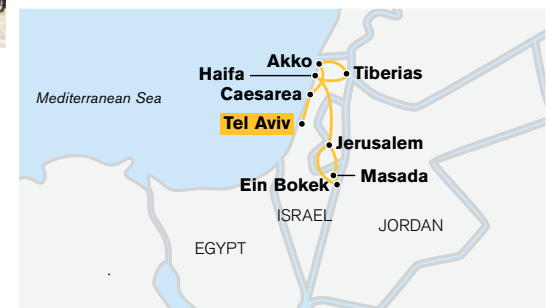 Akko
Haifa
Tiberias
Caesarea
Mediterranean Sea
Tel Aviv
Jerusalem
Masada
Ein Bokek
ISRAEL
JORDAN
EGYPT